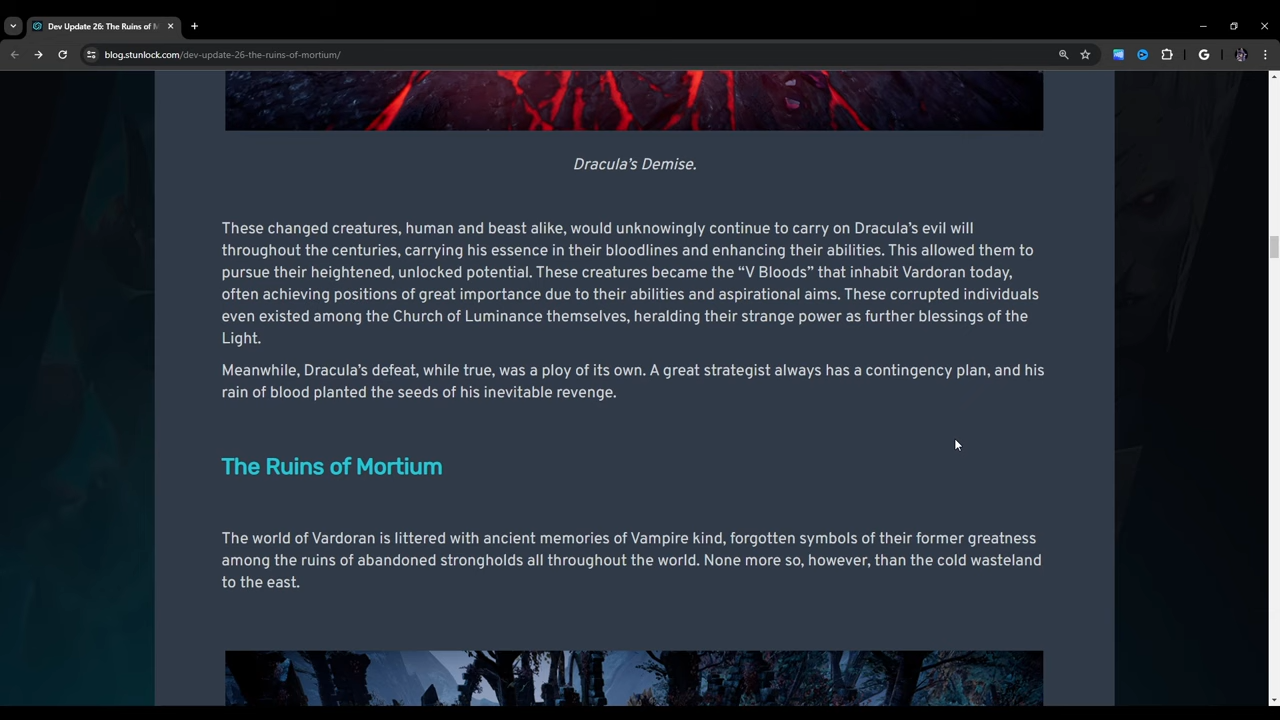 Dev Update 26: The Ruins of M
blog.stunlock.com/dev-update-26-the-ruins-of-mortium/
Dracula's Demise.
These changed creatures, human and beast alike, would unknowingly continue to carry on Dracula's evil will
throughout the centuries, carrying his essence in their bloodlines and enhancing their abilities. This allowed them to
pursue their heightened, unlocked potential. These creatures became the “V Bloods” that inhabit Vardoran today,
often achieving positions of great importance due to their abilities and aspirational aims. These corrupted individuals
even existed among the Church of Luminance themselves, heralding their strange power as further blessings of the
Light.
Meanwhile, Dracula's defeat, while true, was a ploy of its own. A great strategist always has a contingency plan, and his
rain of blood planted the seeds of his inevitable revenge.
The Ruins of Mortium
The world of Vardoran is littered with ancient memories of Vampire kind, forgotten symbols of their former greatness
among the ruins of abandoned strongholds all throughout the world. None more so, however, than the cold wasteland
to the east.